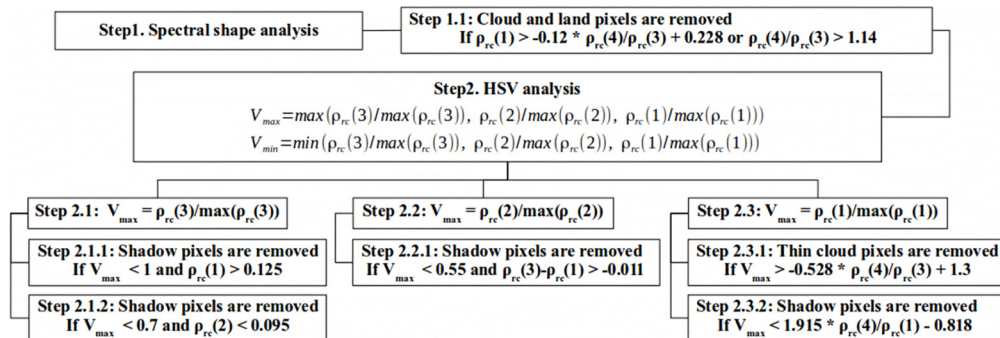 Step1. Spectral shape analysis
Step 1.1: Cloud and land pixels are removed
If ρrc(1) > -0.12 * ρrc(4)/ρrc(3) + 0.228 or ρrc(4)/ρrc(3) > 1.14
Step2. HSV analysis
Vmax=max(ρrc(3)/max(ρrc(3)), ρrc(2)/max(ρrc(2)), ρrc(1)/max(ρrc(1)))
Vmin=min(ρrc(3)/max(ρrc(3)), ρrc(2)/max(ρrc(2)), ρrc(1)/max(ρrc(1)))
Step 2.1: Vmax = ρrc(3)/max(ρrc(3))
Step 2.1.1: Shadow pixels are removed
If Vmax < 1 and ρrc(1) > 0.125
Step 2.1.2: Shadow pixels are removed
If Vmax < 0.7 and ρrc(2) < 0.095
Step 2.2: Vmax = ρrc(2)/max(ρrc(2))
Step 2.2.1: Shadow pixels are removed
If Vmax < 0.55 and ρrc(3)-ρrc(1) > -0.011
Step 2.3: Vmax = ρrc(1)/max(ρrc(1))
Step 2.3.1: Thin cloud pixels are removed
If Vmax > -0.528 * ρrc(4)/ρrc(3) + 1.3
Step 2.3.2: Shadow pixels are removed
If Vmax < 1.915 * ρrc(4)/ρrc(1) - 0.818